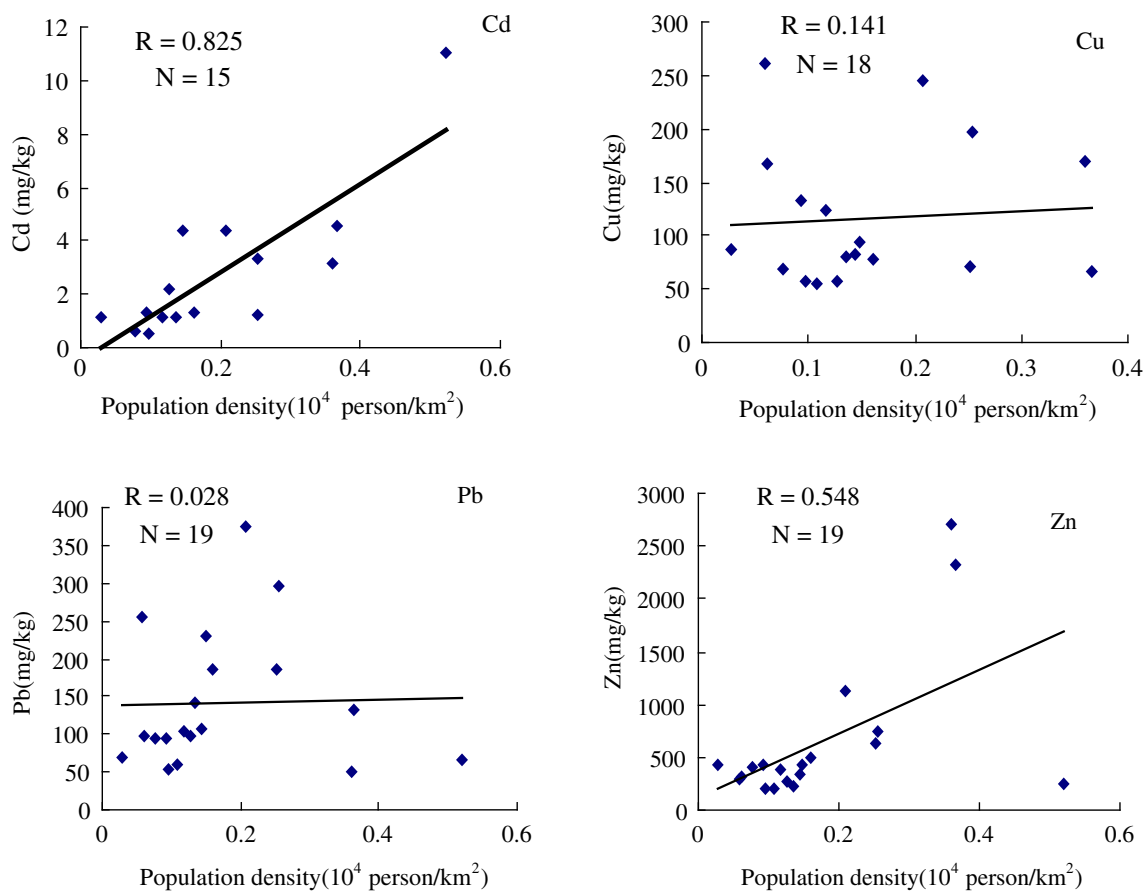 R = 0.825
N = 15
Cd
12
10
8
6
4
2
0
Cd (mg/kg)
0 0.2 0.4 0.6
Population density(10⁴ person/km²)
R = 0.141
N = 18
Cu
300
250
200
150
100
50
0
Cu(mg/kg)
0 0.1 0.2 0.3 0.4
Population density(10⁴ person/km²)
R = 0.028
N = 19
Pb
400
350
300
250
200
150
100
50
0
Pb(mg/kg)
0 0.2 0.4 0.6
Population density(10⁴ person/km²)
R = 0.548
N = 19
Zn
3000
2500
2000
1500
1000
500
0
Zn(mg/kg)
0 0.2 0.4 0.6
Population density(10⁴ person/km²)